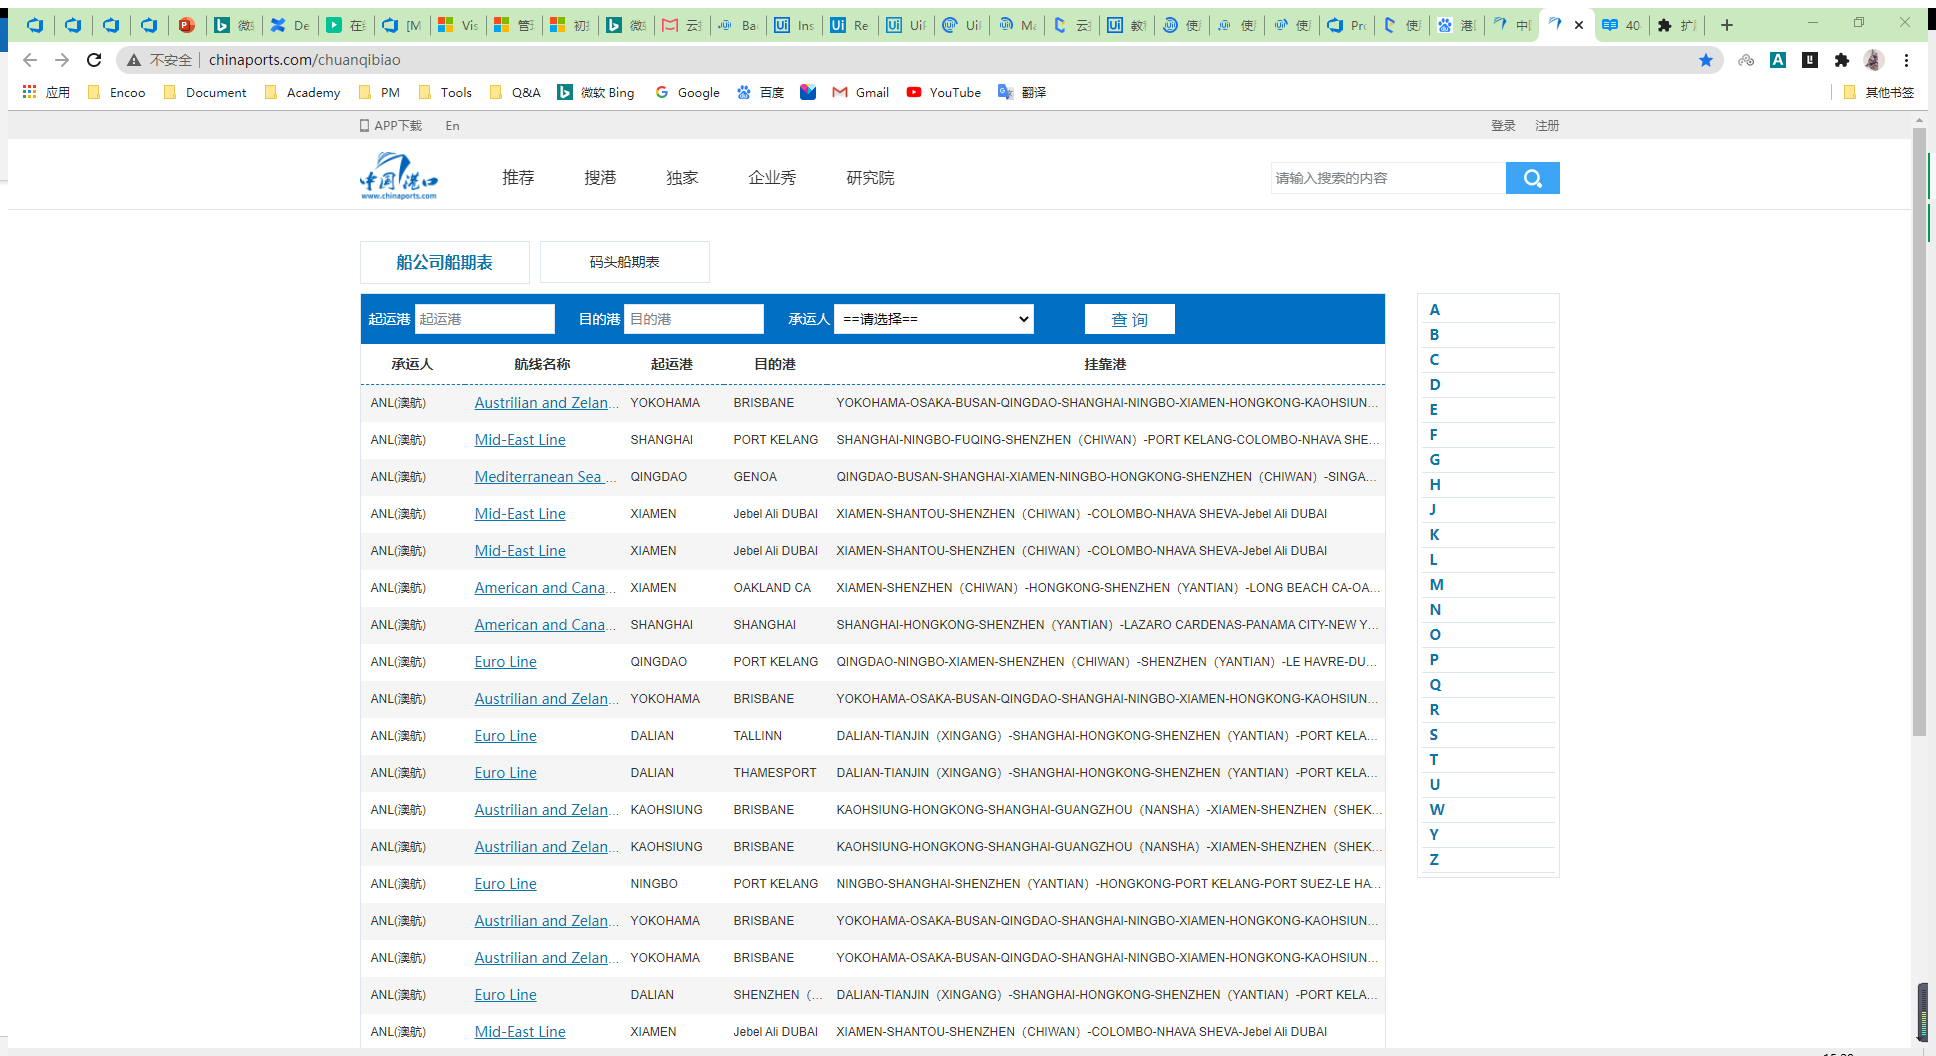 微 De 在 [M Vis 管 初 微 云 Ba Ins Re Ui Uil Ma 云 教 使 使 使 Pro 使 港 中 40 扩
不安全 chinaports.com/chuanqibiao
应用 Encoo Document Academy PM Tools Q&A 微软 Bing Google 百度 Gmail YouTube 翻译 其他书签
APP下载 En 登录 注册
中国港口 推荐 搜港 独家 企业秀 研究院 请输入搜索的内容
www.chinaports.com
船公司船期表 码头船期表
起运港 起运港 目的港 目的港 承运人 ==请选择== 查 询
承运人 航线名称 起运港 目的港 挂靠港
ANL(澳航) Austrilian and Zelan... YOKOHAMA BRISBANE YOKOHAMA-OSAKA-BUSAN-QINGDAO-SHANGHAI-NINGBO-XIAMEN-HONGKONG-KAOHSIUN...
ANL(澳航) Mid-East Line SHANGHAI PORT KELANG SHANGHAI-NINGBO-FUQING-SHENZHEN（CHIWAN）-PORT KELANG-COLOMBO-NHAVA SHE...
ANL(澳航) Mediterranean Sea ... QINGDAO GENOA QINGDAO-BUSAN-SHANGHAI-XIAMEN-NINGBO-HONGKONG-SHENZHEN（CHIWAN）-SINGA...
ANL(澳航) Mid-East Line XIAMEN Jebel Ali DUBAI XIAMEN-SHANTOU-SHENZHEN（CHIWAN）-COLOMBO-NHAVA SHEVA-Jebel Ali DUBAI
ANL(澳航) Mid-East Line XIAMEN Jebel Ali DUBAI XIAMEN-SHANTOU-SHENZHEN（CHIWAN）-COLOMBO-NHAVA SHEVA-Jebel Ali DUBAI
ANL(澳航) American and Cana... XIAMEN OAKLAND CA XIAMEN-SHENZHEN（CHIWAN）-HONGKONG-SHENZHEN（YANTIAN）-LONG BEACH CA-OA...
ANL(澳航) American and Cana... SHANGHAI SHANGHAI SHANGHAI-HONGKONG-SHENZHEN（YANTIAN）-LAZARO CARDENAS-PANAMA CITY-NEW Y...
ANL(澳航) Euro Line QINGDAO PORT KELANG QINGDAO-NINGBO-XIAMEN-SHENZHEN（CHIWAN）-SHENZHEN（YANTIAN）-LE HAVRE-DU...
ANL(澳航) Austrilian and Zelan... YOKOHAMA BRISBANE YOKOHAMA-OSAKA-BUSAN-QINGDAO-SHANGHAI-NINGBO-XIAMEN-HONGKONG-KAOHSIUN...
ANL(澳航) Euro Line DALIAN TALLINN DALIAN-TIANJIN（XINGANG）-SHANGHAI-HONGKONG-SHENZHEN（YANTIAN）-PORT KELA...
ANL(澳航) Euro Line DALIAN THAMESPORT DALIAN-TIANJIN（XINGANG）-SHANGHAI-HONGKONG-SHENZHEN（YANTIAN）-PORT KELA...
ANL(澳航) Austrilian and Zelan... KAOHSIUNG BRISBANE KAOHSIUNG-HONGKONG-SHANGHAI-GUANGZHOU（NANSHA）-XIAMEN-SHENZHEN（SHEK...
ANL(澳航) Austrilian and Zelan... KAOHSIUNG BRISBANE KAOHSIUNG-HONGKONG-SHANGHAI-GUANGZHOU（NANSHA）-XIAMEN-SHENZHEN（SHEK...
ANL(澳航) Euro Line NINGBO PORT KELANG NINGBO-SHANGHAI-SHENZHEN（YANTIAN）-HONGKONG-PORT KELANG-PORT SUEZ-LE HA...
ANL(澳航) Austrilian and Zelan... YOKOHAMA BRISBANE YOKOHAMA-OSAKA-BUSAN-QINGDAO-SHANGHAI-NINGBO-XIAMEN-HONGKONG-KAOHSIUN...
ANL(澳航) Austrilian and Zelan... YOKOHAMA BRISBANE YOKOHAMA-OSAKA-BUSAN-QINGDAO-SHANGHAI-NINGBO-XIAMEN-HONGKONG-KAOHSIUN...
ANL(澳航) Euro Line DALIAN SHENZHEN（... DALIAN-TIANJIN（XINGANG）-SHANGHAI-HONGKONG-SHENZHEN（YANTIAN）-PORT KELA...
ANL(澳航) Mid-East Line XIAMEN Jebel Ali DUBAI XIAMEN-SHANTOU-SHENZHEN（CHIWAN）-COLOMBO-NHAVA SHEVA-Jebel Ali DUBAI
A
B
C
D
E
F
G
H
J
K
L
M
N
O
P
Q
R
S
T
U
W
Y
Z